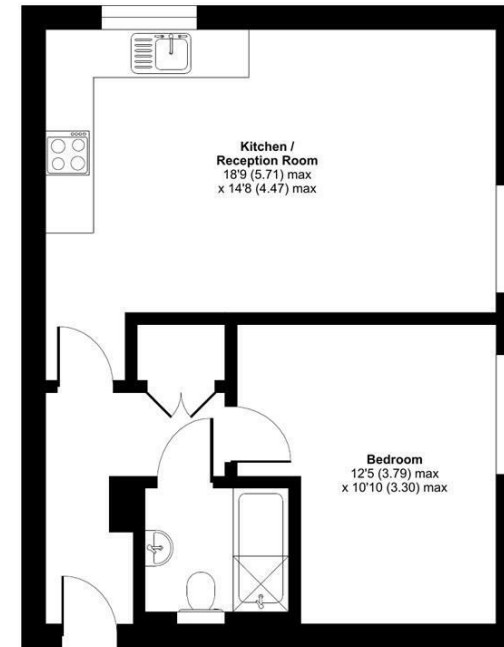 Kitchen /
Reception Room
18'9 (5.71) max
x 14'8 (4.47) max
Bedroom
12'5 (3.79) max
x 10'10 (3.30) max